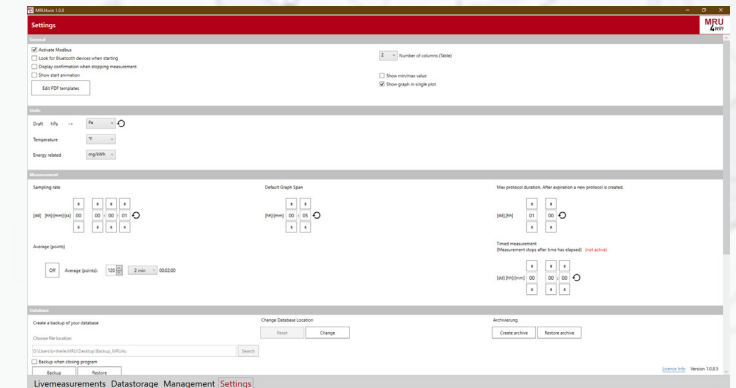 MRU4win 1.0.8
Settings
MRU
4win
General
Activate Modbus
Look for Bluetooth devices when starting
Display confirmation when stopping measurement
Show start animation
Edit PDF templates
2 Number of columns (Table)
Show min/max value
Show graph in single plot
Units
Draft hPa → Pa
Temperature °F
Energy related mg/kWh
Measurement
Sampling rate
[dd] [hh]:[mm]:[ss] 00 00 : 00 : 01
Default Graph Span
[hh]:[mm] 00 : 05
Max protocol duration. After expiration a new protocol is created.
[dd]:[hh] 01 00
Average (points)
Off Average (points): 120 2 min 00:02:00
Timed measurement
(Measurement stops after time has elapsed) (not active)
[dd] [hh]:[mm] 00 00 : 00
Database
Create a backup of your database
Choose file location:
Search
Backup when closing program
Backup Restore
Change Database Location
Reset Change
Archivierung
Create archive Restore archive
Licence Info Version 1.0.8.5
Livemeasurements Datastorage Management Settings